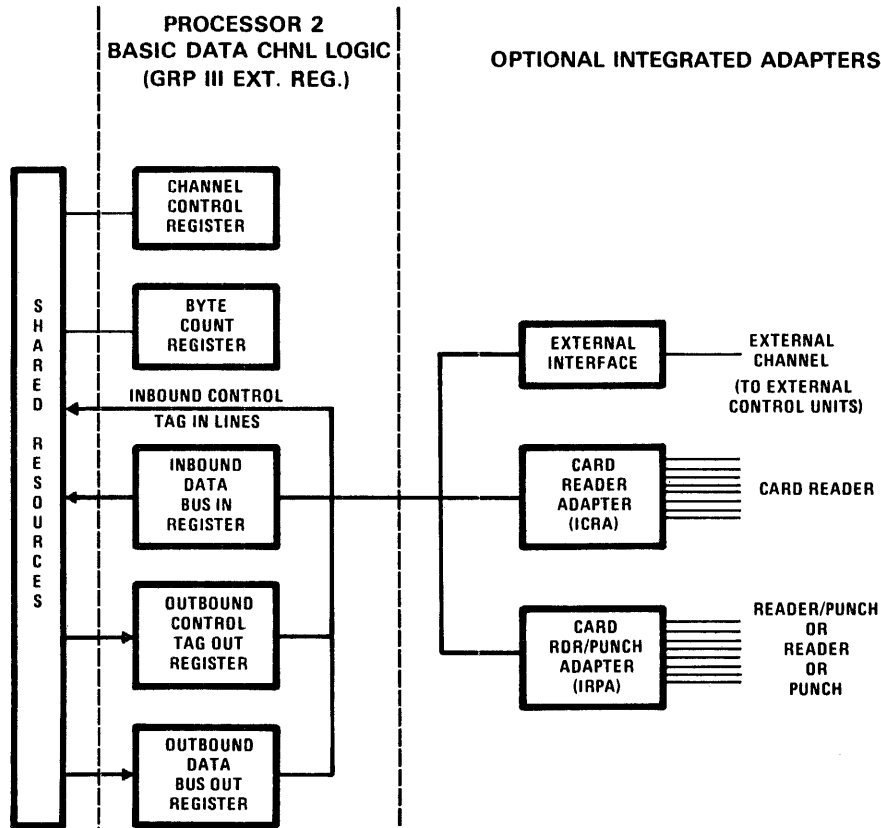 PROCESSOR 2
BASIC DATA CHNL LOGIC
(GRP III EXT. REG.)
OPTIONAL INTEGRATED ADAPTERS
SHARED RESOURCES
CHANNEL
CONTROL
REGISTER
BYTE
COUNT
REGISTER
INBOUND CONTROL
TAG IN LINES
INBOUND
DATA
BUS IN
REGISTER
OUTBOUND
CONTROL
TAG OUT
REGISTER
OUTBOUND
DATA
BUS OUT
REGISTER
EXTERNAL
INTERFACE
EXTERNAL
CHANNEL
(TO EXTERNAL
CONTROL UNITS)
CARD
READER
ADAPTER
(ICRA)
CARD READER
CARD
RDR/PUNCH
ADAPTER
(IRPA)
READER/PUNCH
OR
READER
OR
PUNCH